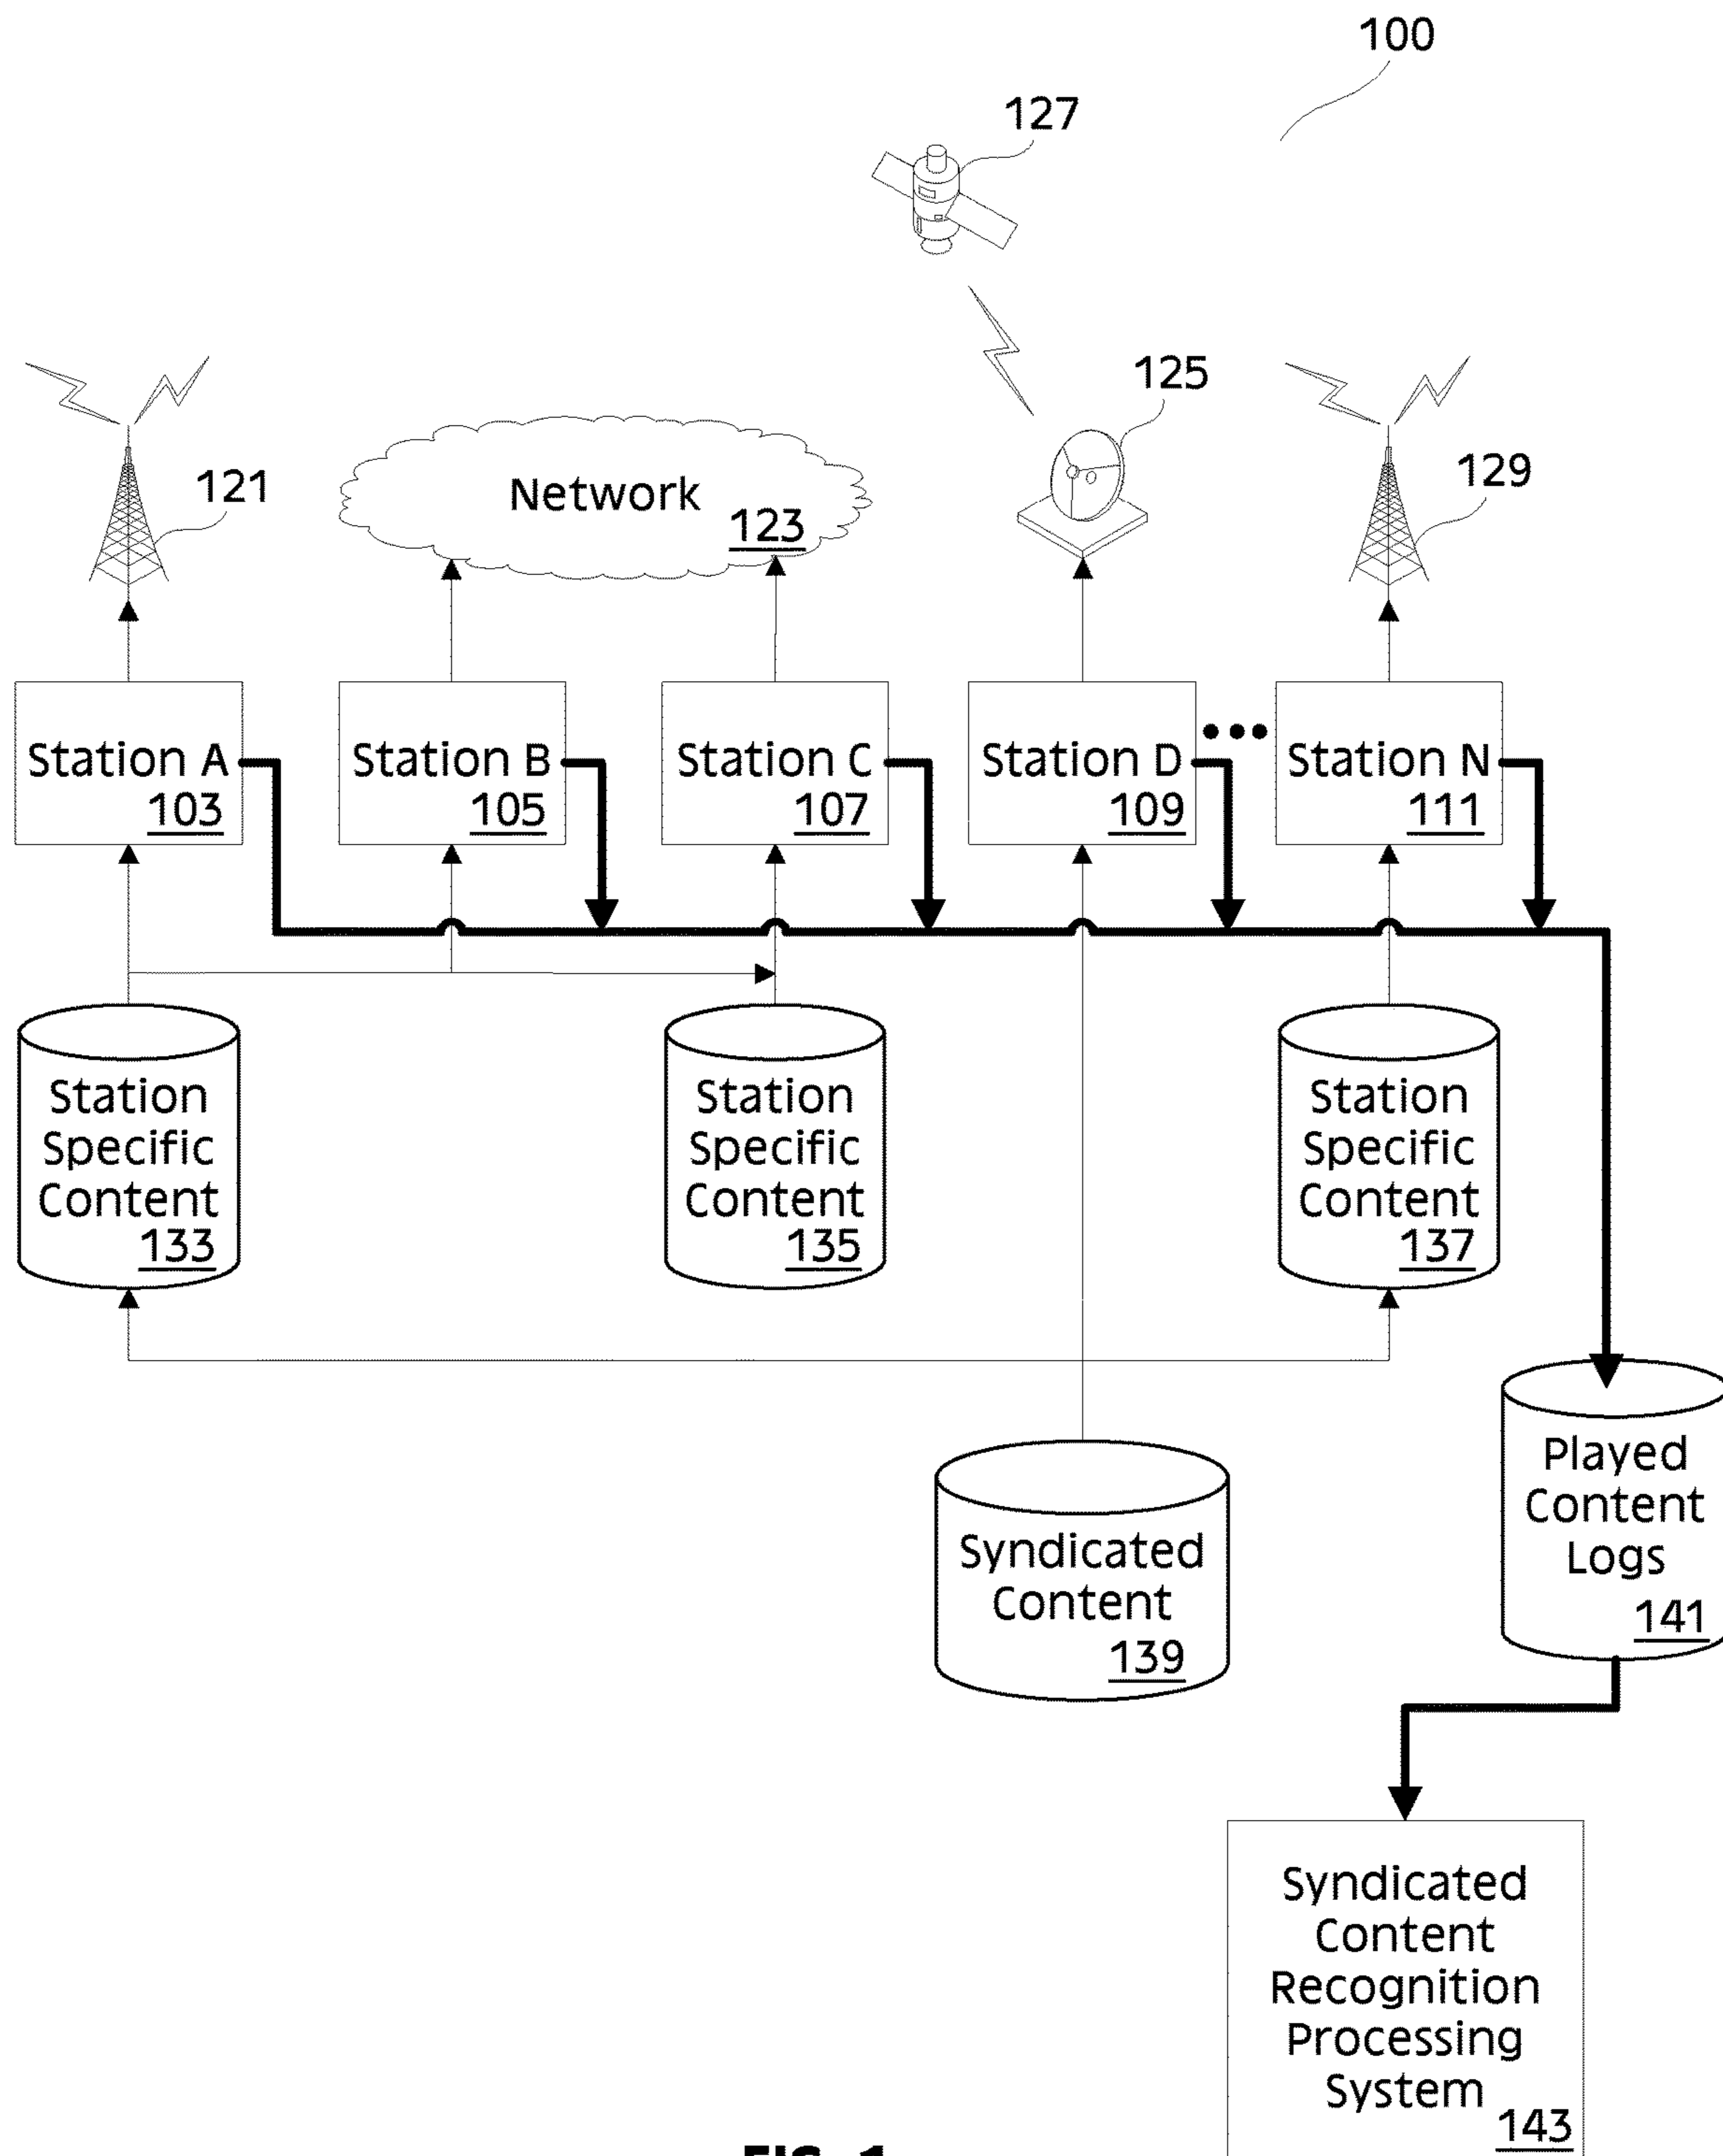 100
127
125
121
Network
123
129
Station A
103
Station B
105
Station C
107
Station D
109
Station N
111
Station
Specific
Content
133
Station
Specific
Content
135
Station
Specific
Content
137
Syndicated
Content
139
Played
Content
Logs
141
Syndicated
Content
Recognition
Processing
System
143
FIG. 1